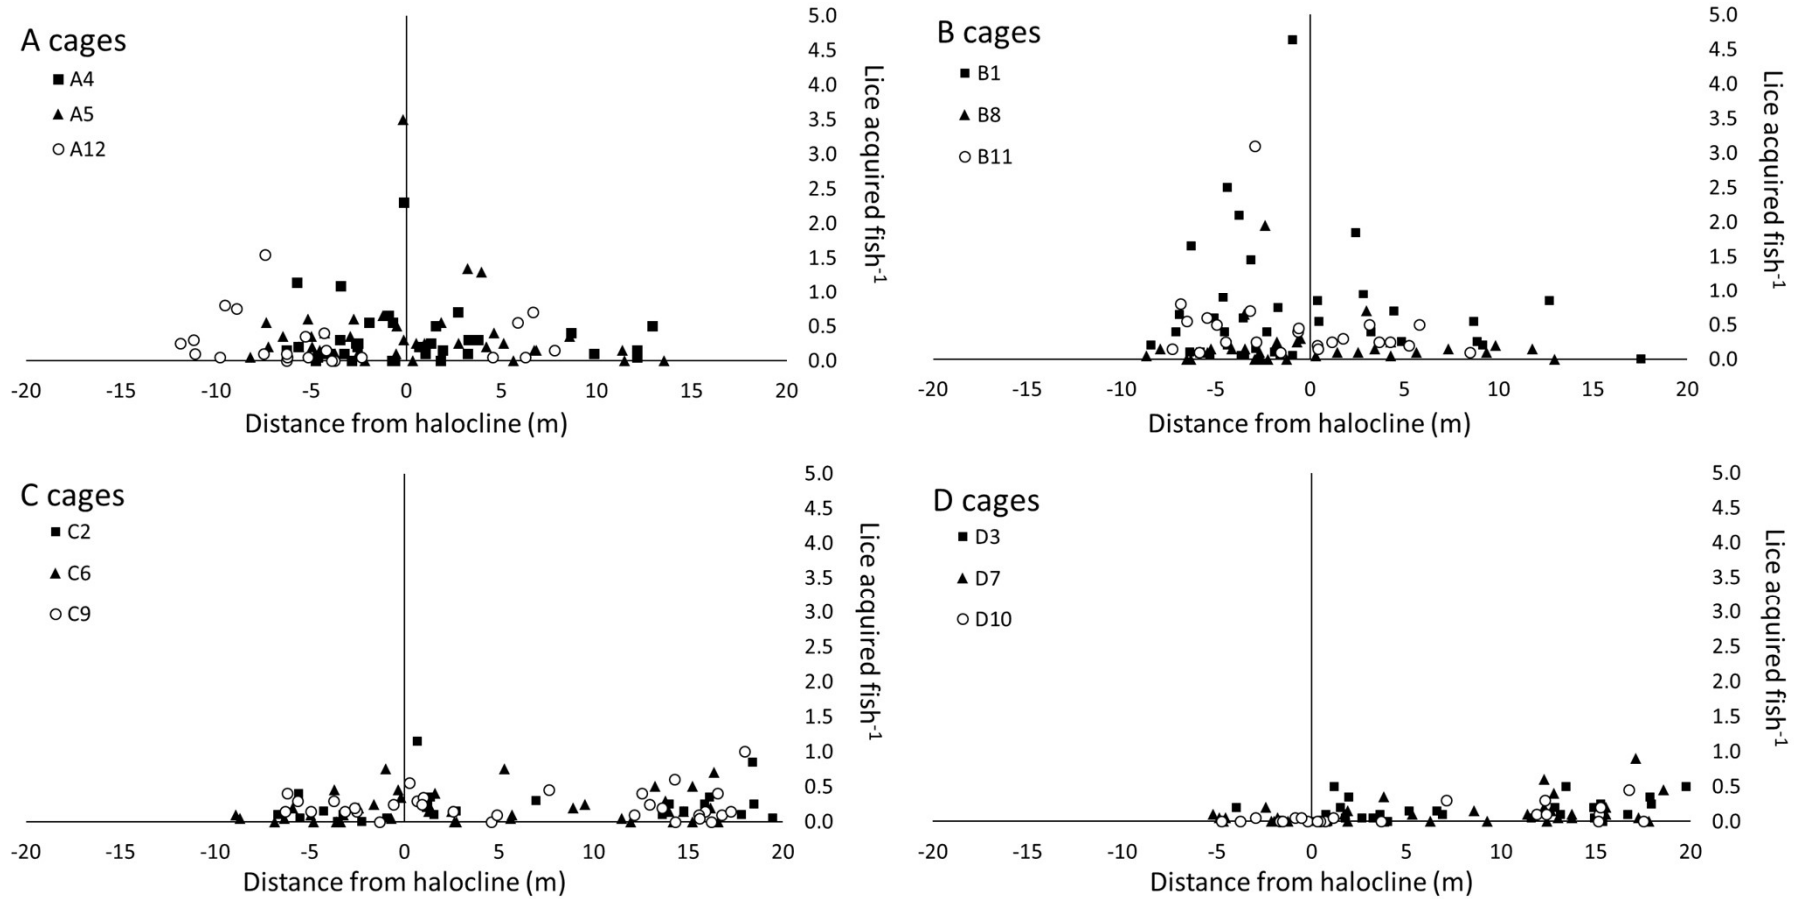 A cages
A4
A5
A12
5.0
4.5
4.0
3.5
3.0
2.5
2.0
1.5
1.0
0.5
0.0
Lice acquired fish-1
-20 -15 -10 -5 0 5 10 15 20
Distance from halocline (m)
B cages
B1
B8
B11
5.0
4.5
4.0
3.5
3.0
2.5
2.0
1.5
1.0
0.5
0.0
Lice acquired fish-1
-20 -15 -10 -5 0 5 10 15 20
Distance from halocline (m)
C cages
C2
C6
C9
5.0
4.5
4.0
3.5
3.0
2.5
2.0
1.5
1.0
0.5
0.0
Lice acquired fish-1
-20 -15 -10 -5 0 5 10 15 20
Distance from halocline (m)
D cages
D3
D7
D10
5.0
4.5
4.0
3.5
3.0
2.5
2.0
1.5
1.0
0.5
0.0
Lice acquired fish-1
-20 -15 -10 -5 0 5 10 15 20
Distance from halocline (m)